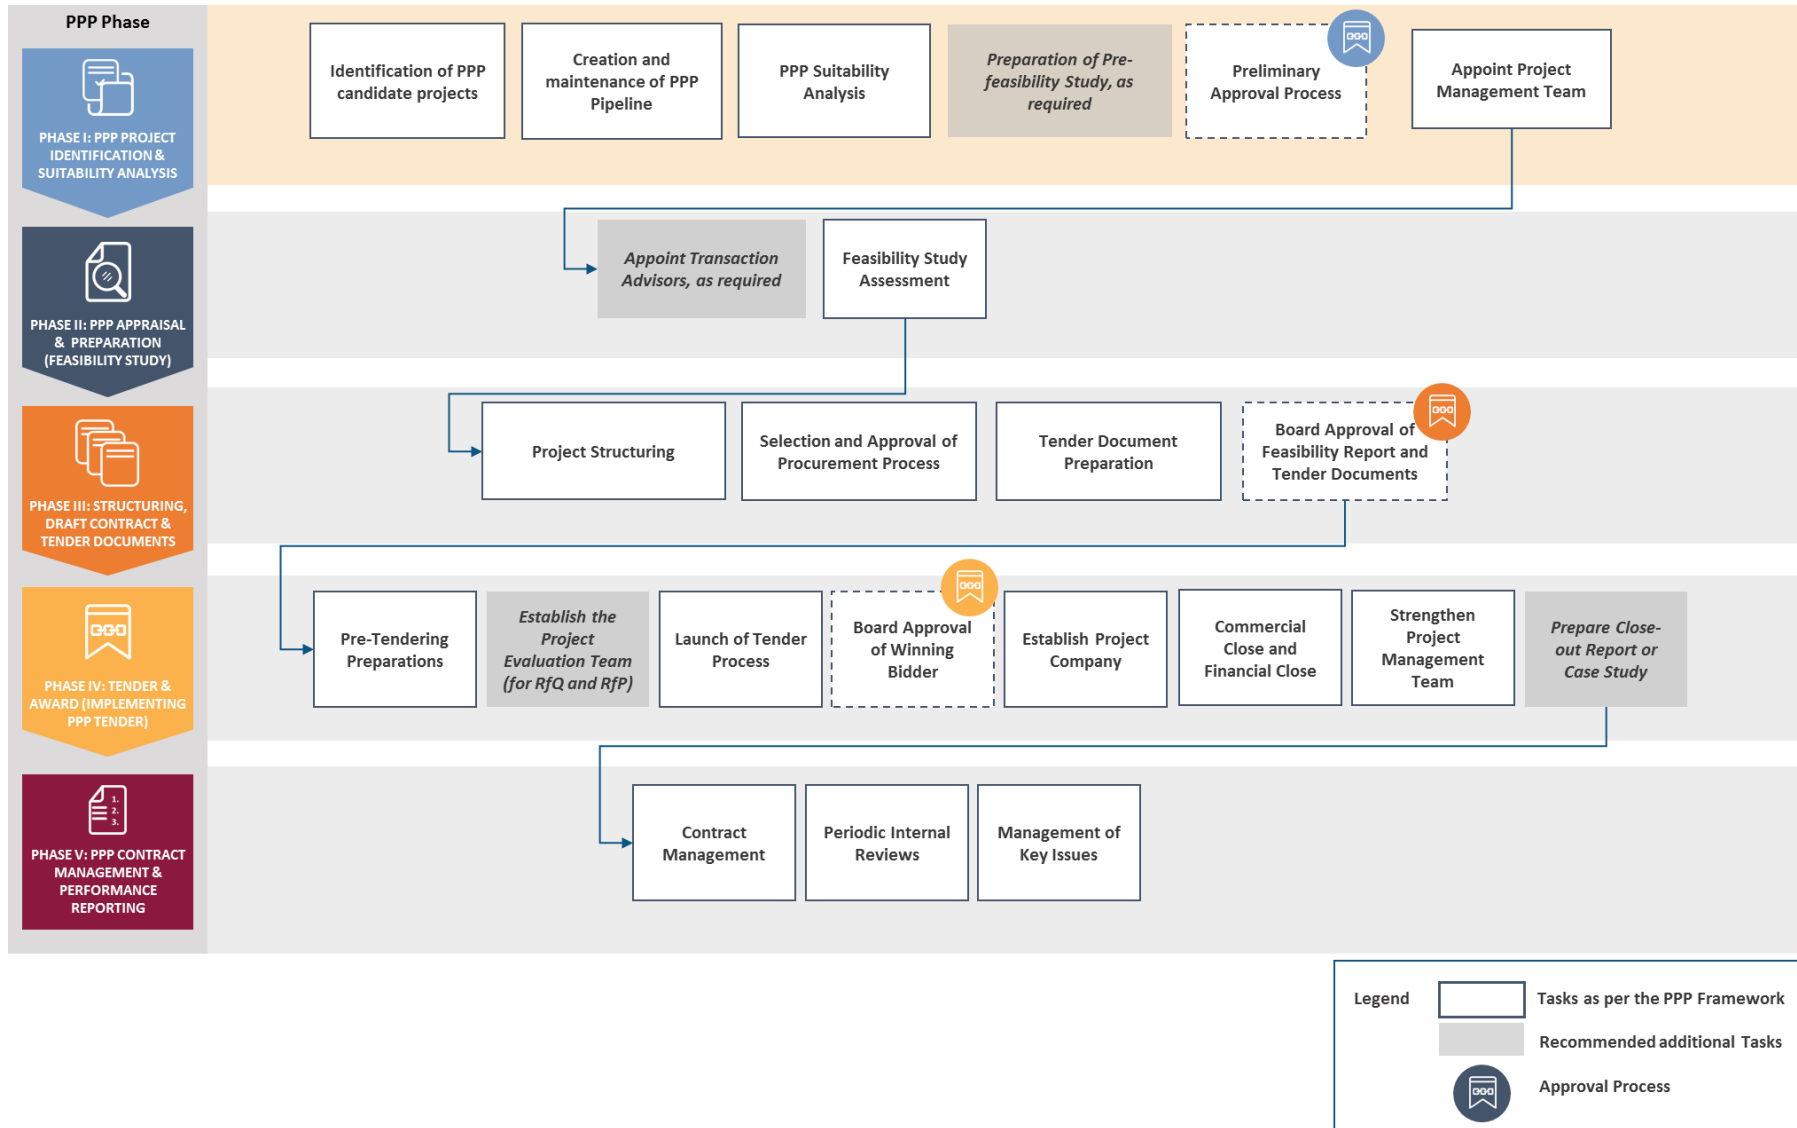 PPP Phase
PHASE I: PPP PROJECT
IDENTIFICATION &
SUITABILITY ANALYSIS
Identification of PPP
candidate projects
Creation and
maintenance of PPP
Pipeline
PPP Suitability
Analysis
Preparation of Pre-
feasibility Study, as
required
Preliminary
Approval Process
Appoint Project
Management Team
PHASE II: PPP APPRAISAL
& PREPARATION
(FEASIBILITY STUDY)
Appoint Transaction
Advisors, as required
Feasibility Study
Assessment
PHASE III: STRUCTURING,
DRAFT CONTRACT &
TENDER DOCUMENTS
Project Structuring
Selection and Approval of
Procurement Process
Tender Document
Preparation
Board Approval of
Feasibility Report and
Tender Documents
PHASE IV: TENDER &
AWARD (IMPLEMENTING
PPP TENDER)
Pre-Tendering
Preparations
Establish the
Project
Evaluation Team
(for RfQ and RfP)
Launch of Tender
Process
Board Approval
of Winning
Bidder
Establish Project
Company
Commercial
Close and
Financial Close
Strengthen
Project
Management
Team
Prepare Close-
out Report or
Case Study
1.
2.
3.
PHASE V: PPP CONTRACT
MANAGEMENT &
PERFORMANCE
REPORTING
Contract
Management
Periodic Internal
Reviews
Management of
Key Issues
Legend
Tasks as per the PPP Framework
Recommended additional Tasks
Approval Process